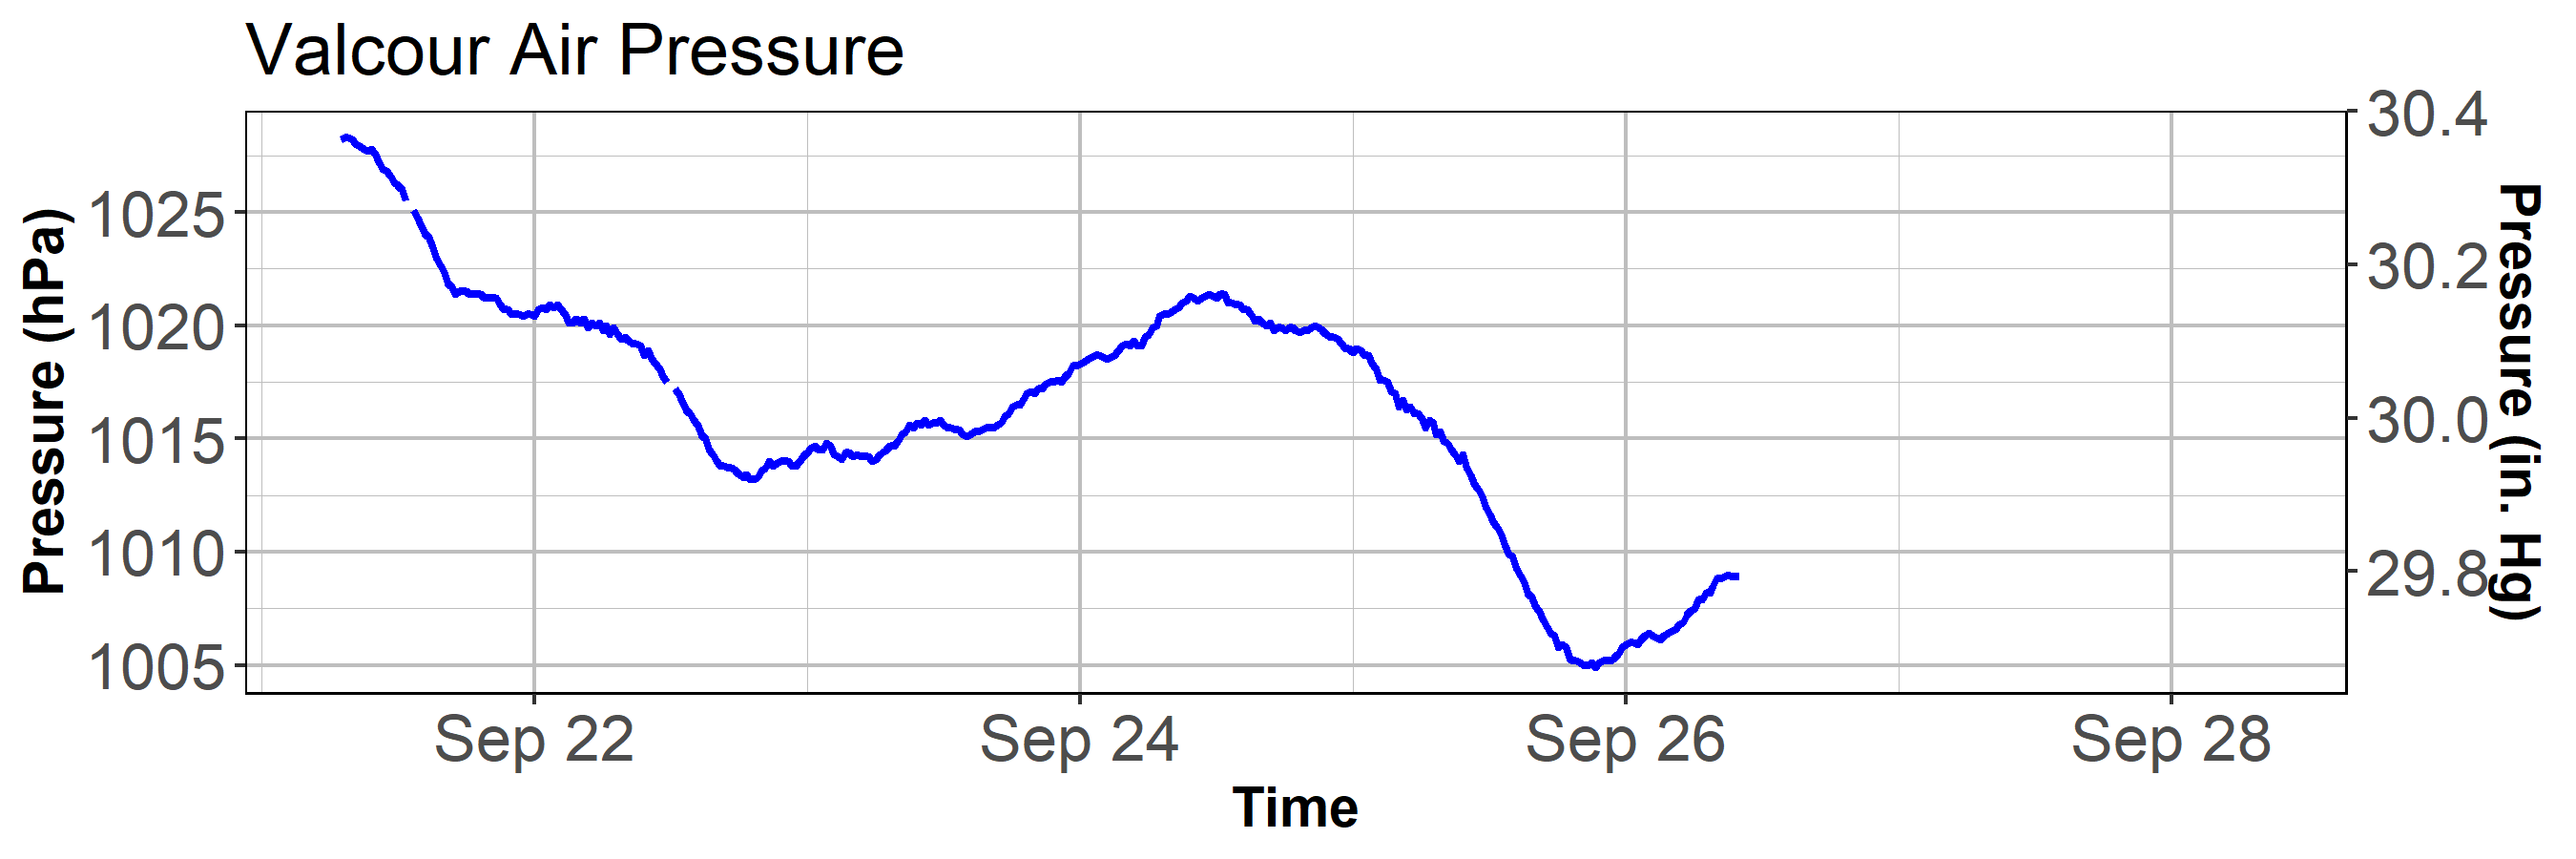 Valcour Air Pressure
Pressure (hPa)
1025
1020
1015
1010
1005
30.4
30.2
30.0
29.8
Pressure (in. Hg)
Sep 22
Sep 24
Sep 26
Sep 28
Time